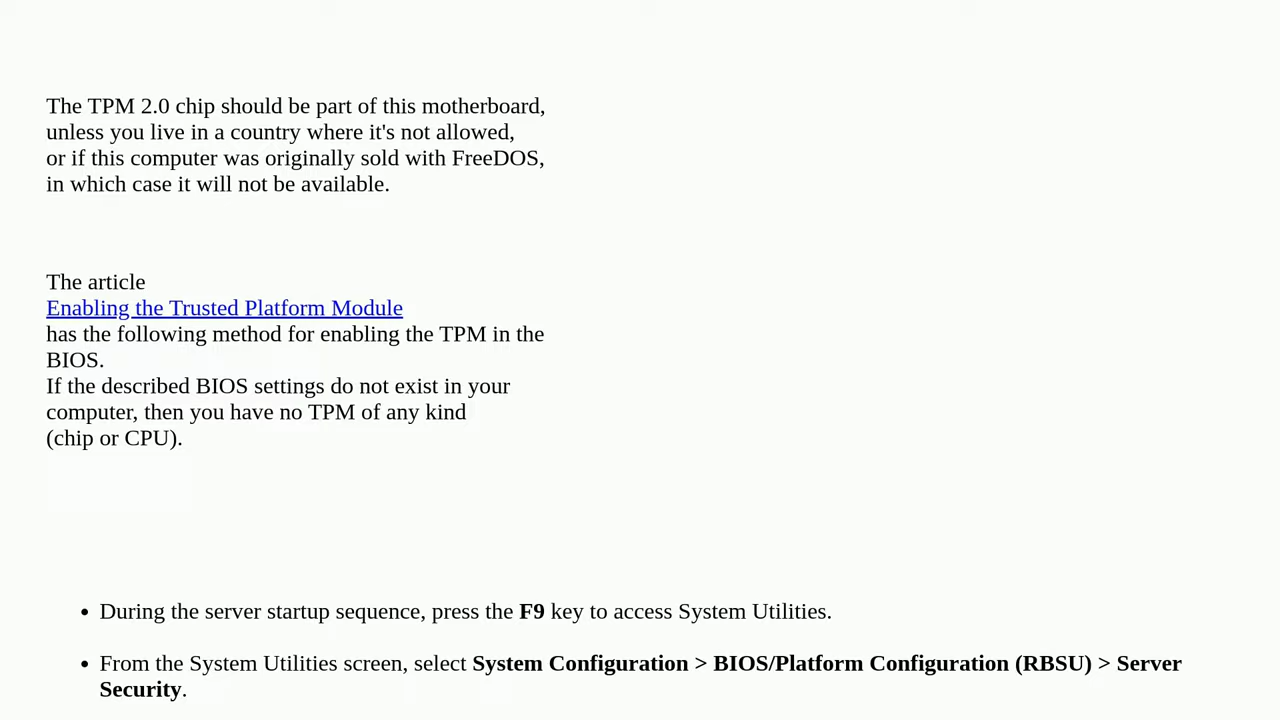 The TPM 2.0 chip should be part of this motherboard,
unless you live in a country where it's not allowed,
or if this computer was originally sold with FreeDOS,
in which case it will not be available.
The article
Enabling the Trusted Platform Module
has the following method for enabling the TPM in the
BIOS.
If the described BIOS settings do not exist in your
computer, then you have no TPM of any kind
(chip or CPU).
• During the server startup sequence, press the F9 key to access System Utilities.
• From the System Utilities screen, select System Configuration > BIOS/Platform Configuration (RBSU) > Server
Security.